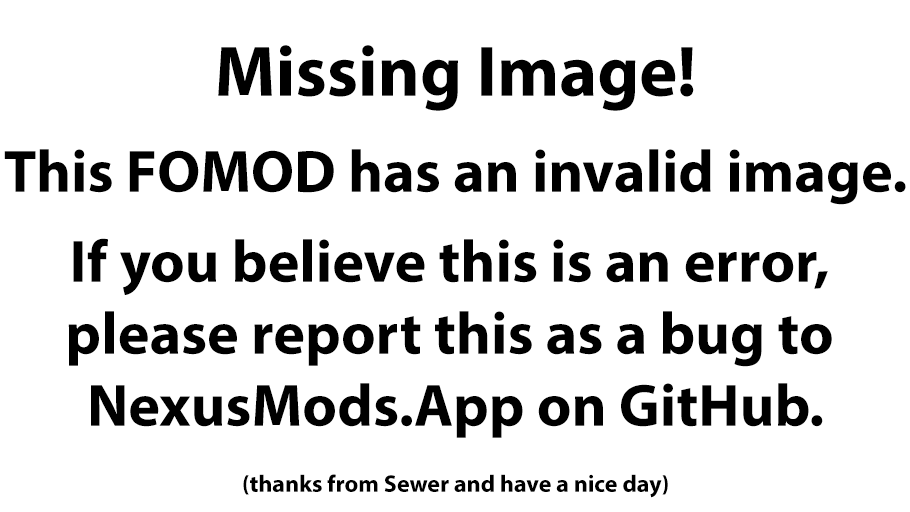 Missing Image!
This FOMOD has an invalid image.
If you believe this is an error,
please report this as a bug to
NexusMods.App on GitHub.
(thanks from Sewer and have a nice day)